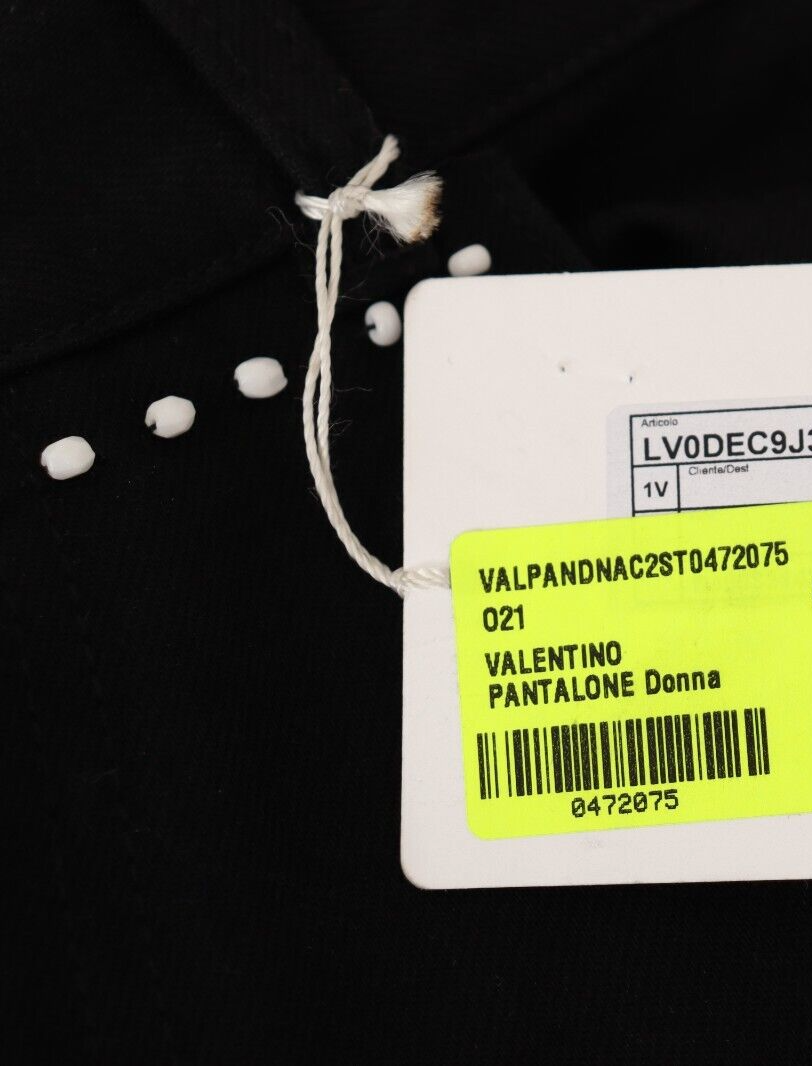 Articolo
LV0DEC9J3
Cliente/Dest
1V
VALPANDNAC2ST0472075
021
VALENTINO
PANTALONE Donna
0472075